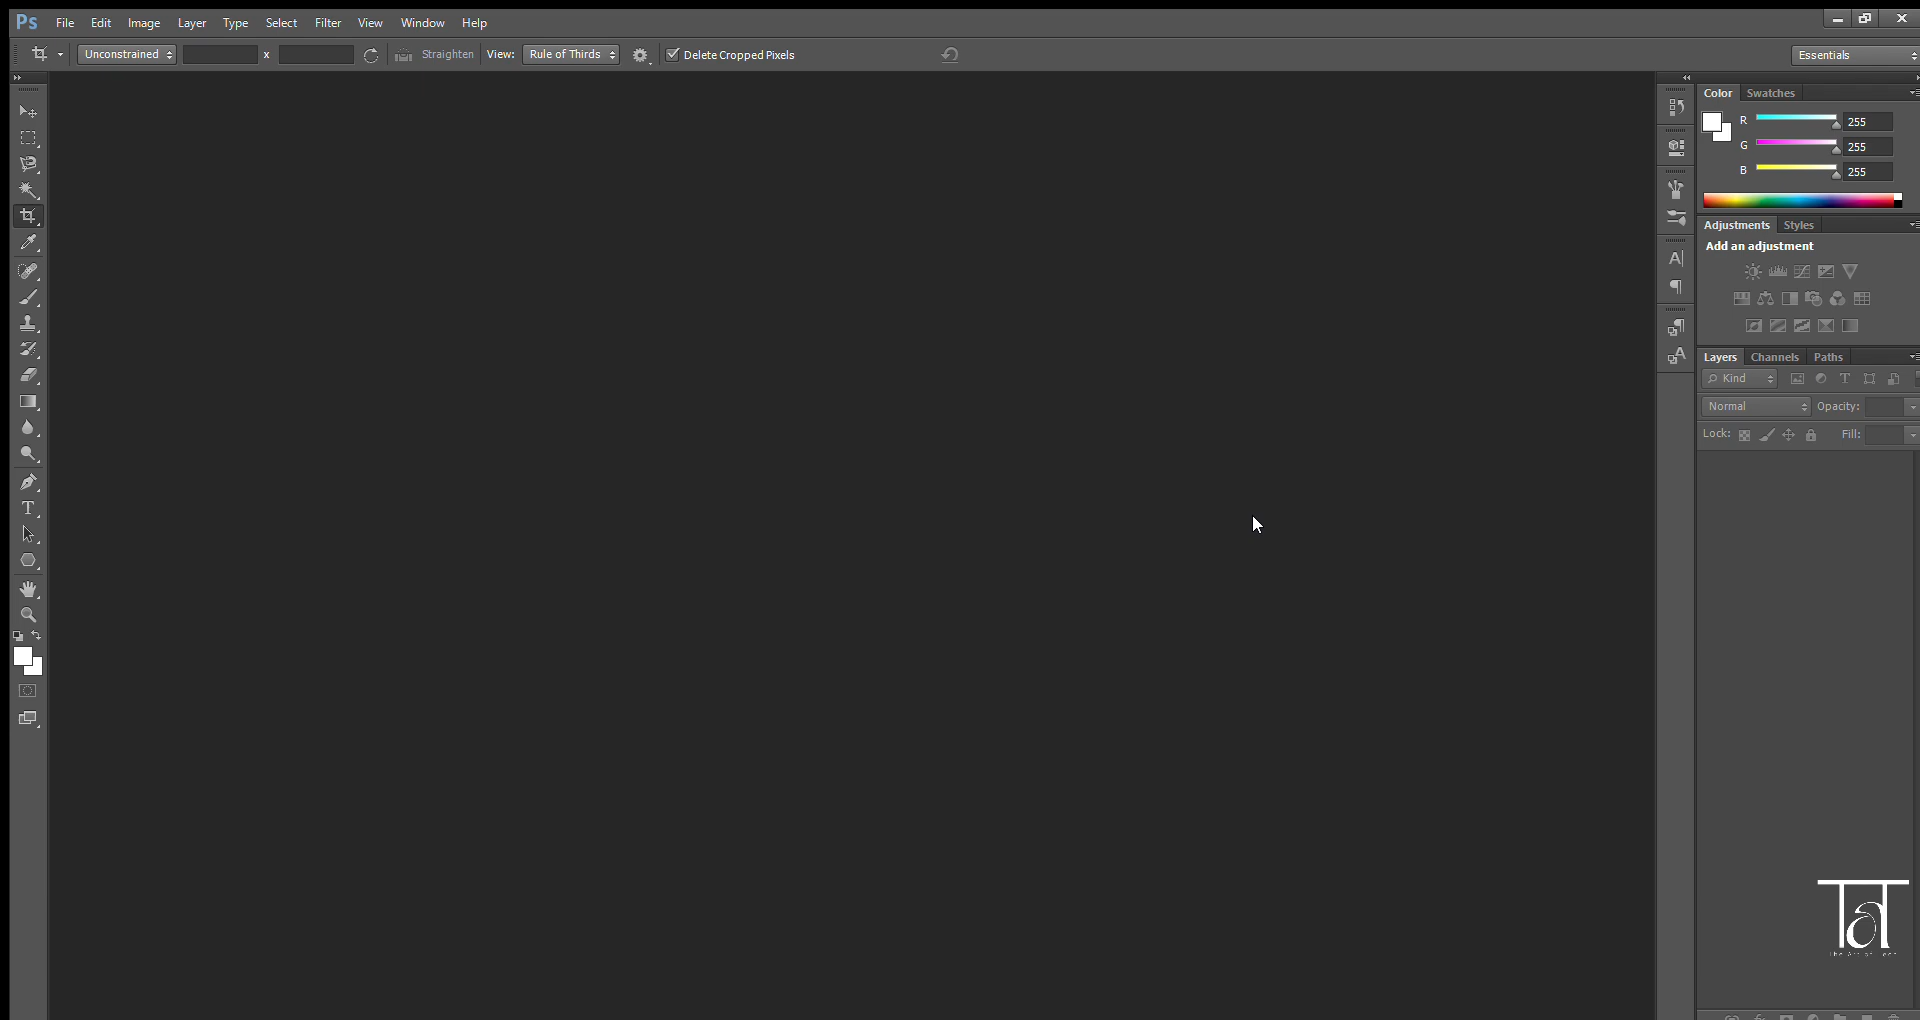 Ps File Edit Image Layer Type Select Filter View Window Help
Unconstrained x Straighten View: Rule of Thirds Delete Cropped Pixels Essentials
Color Swatches
R 255
G 255
B 255
Adjustments Styles
Add an adjustment
Layers Channels Paths
Kind
Normal Opacity:
Lock: Fill:
TaT